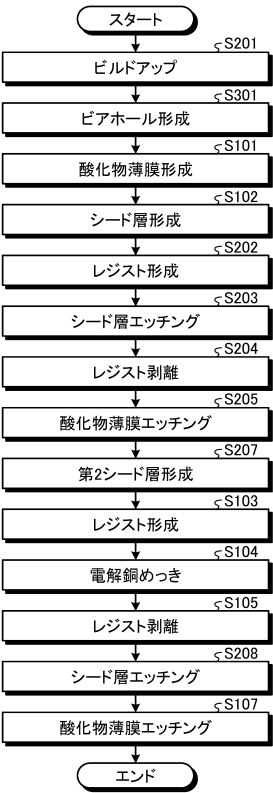 スタート
S201
ビルドアップ
S301
ビアホール形成
S101
酸化物薄膜形成
S102
シード層形成
S202
レジスト形成
S203
シード層エッチング
S204
レジスト剥離
S205
酸化物薄膜エッチング
S207
第2シード層形成
S103
レジスト形成
S104
電解銅めっき
S105
レジスト剥離
S208
シード層エッチング
S107
酸化物薄膜エッチング
エンド